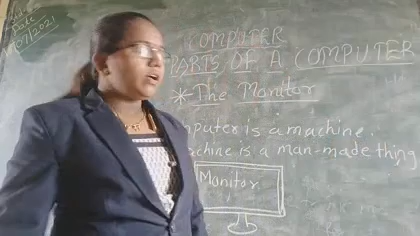 Date
/07/2021
COMPUTER
PARTS OF A COMPUTER
* The Monitor
mputer is a machine.
achine is a man-made thing
Monitor